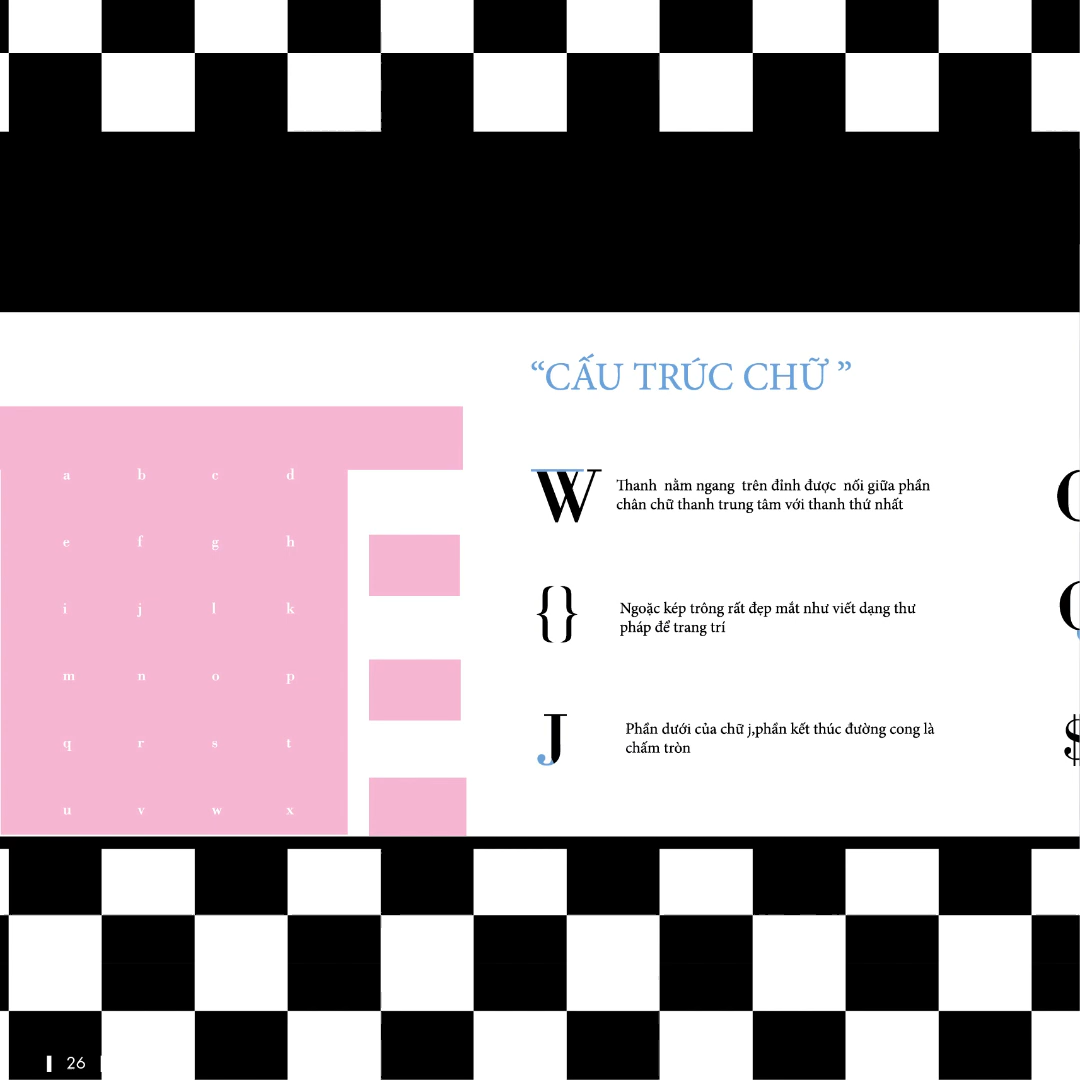 “CẤU TRÚC CHỮ ”
a b c d
e f g h
i j l k
m n o p
q r s t
u v w x
W
Thanh nằm ngang trên đỉnh được nối giữa phần
chân chữ thanh trung tâm với thanh thứ nhất
{}
Ngoặc kép trông rất đẹp mắt như viết dạng thư
pháp để trang trí
J
Phần dưới của chữ j,phần kết thúc đường cong là
chấm tròn
$
26